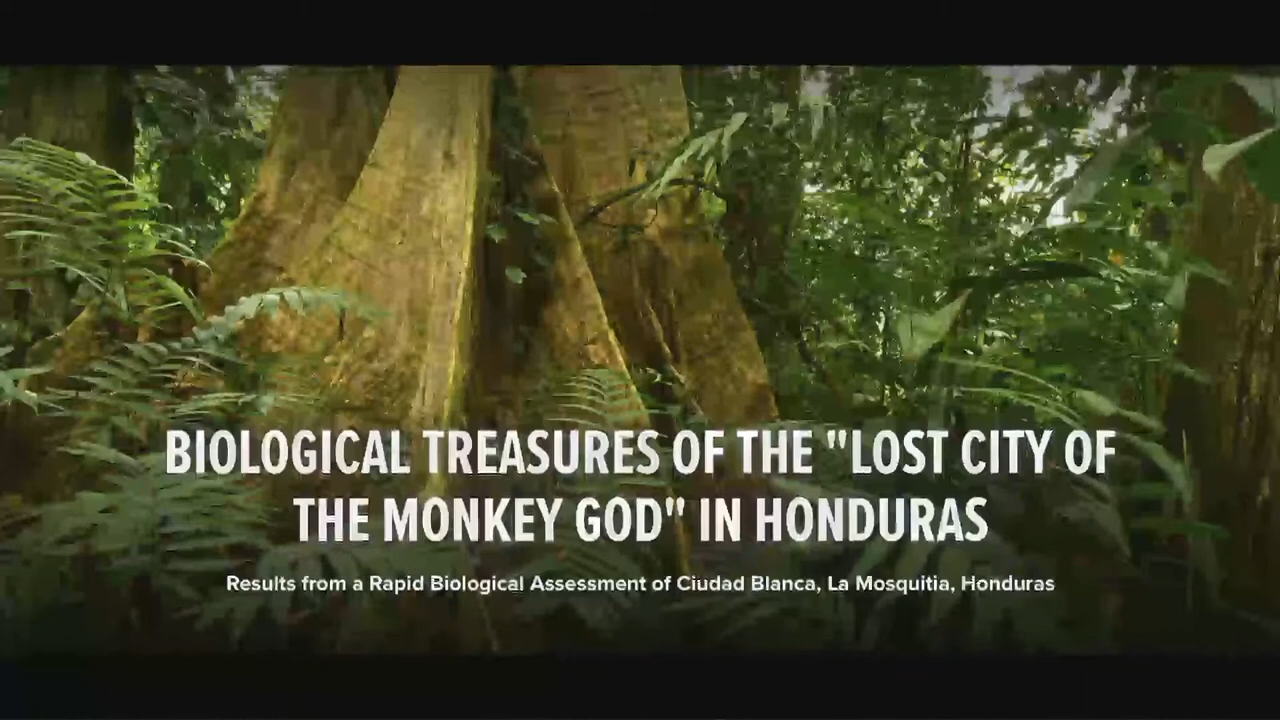 BIOLOGICAL TREASURES OF THE "LOST CITY OF
THE MONKEY GOD" IN HONDURAS
Results from a Rapid Biological Assessment of Ciudad Blanca, La Mosquitia, Honduras